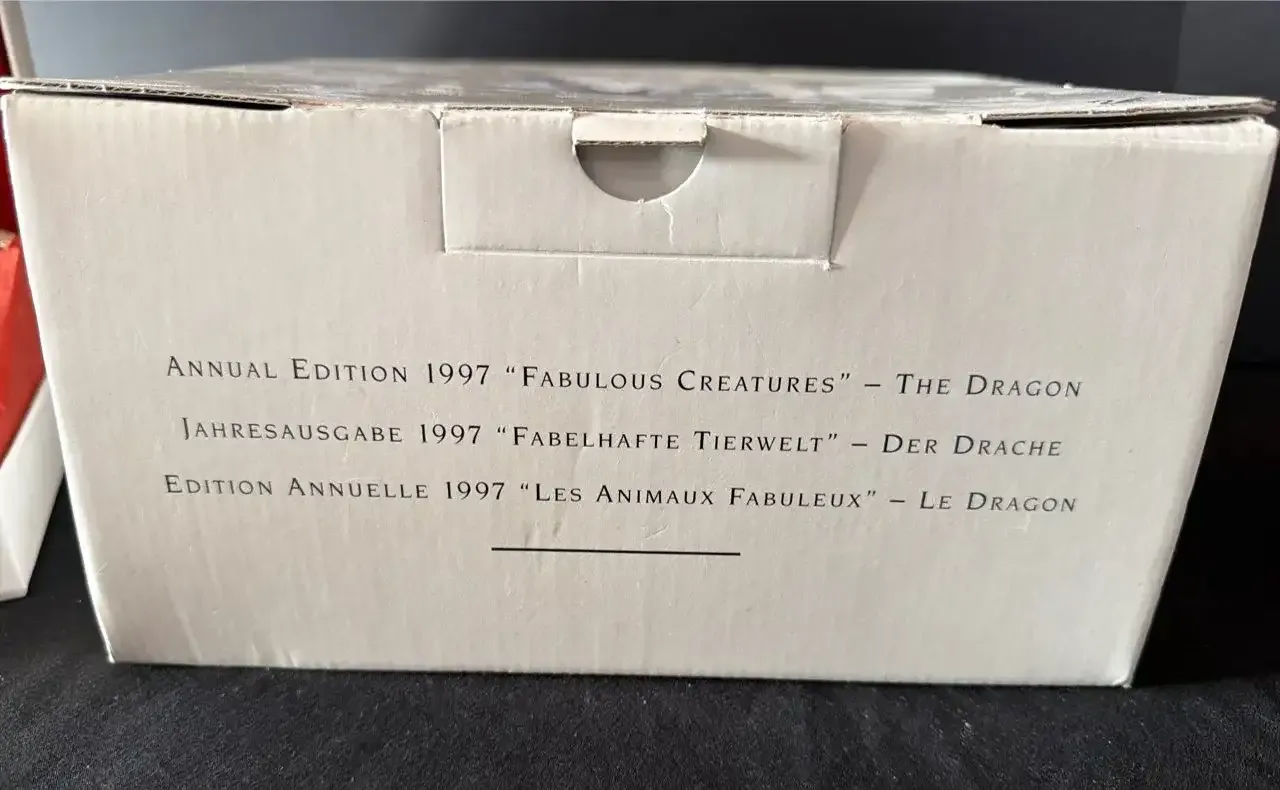 ANNUAL EDITION 1997 “FABULOUS CREATURES” – THE DRAGON
JAHRESAUSGABE 1997 “FABELHAFTE TIERWELT” – DER DRACHE
EDITION ANNUELLE 1997 “LES ANIMAUX FABULEUX” – LE DRAGON